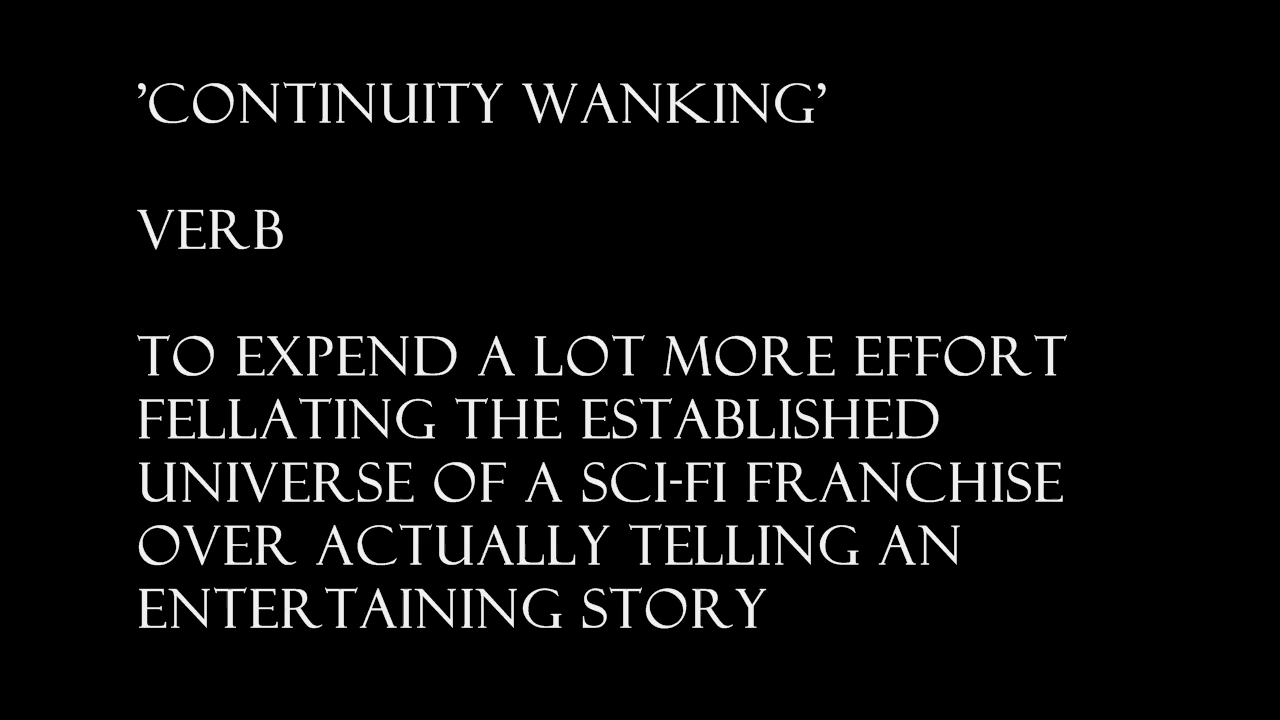 ’CONTINUITY WANKING’
VERB
TO EXPEND A LOT MORE EFFORT
FELLATING THE ESTABLISHED
UNIVERSE OF A SCI-FI FRANCHISE
OVER ACTUALLY TELLING AN
ENTERTAINING STORY